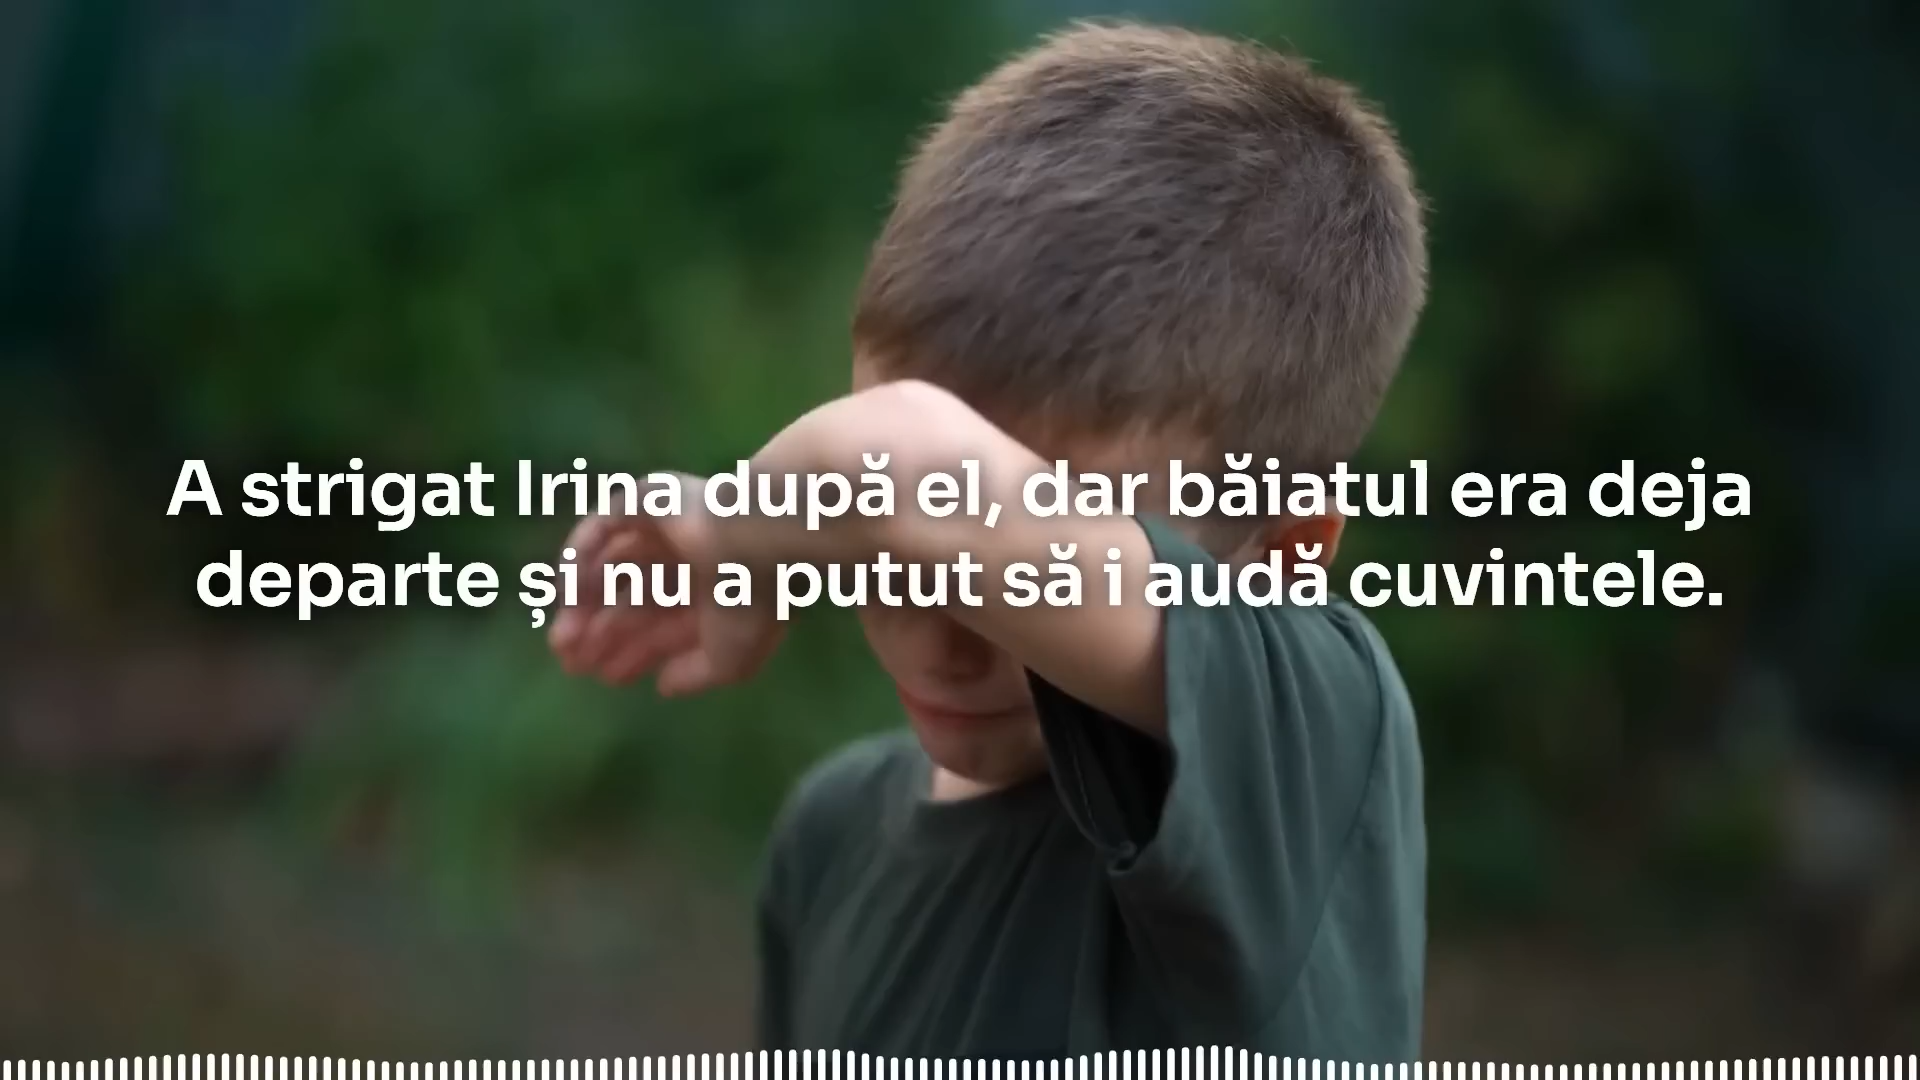 A strigat Irina după el, dar băiatul era deja
departe și nu a putut să i audă cuvintele.